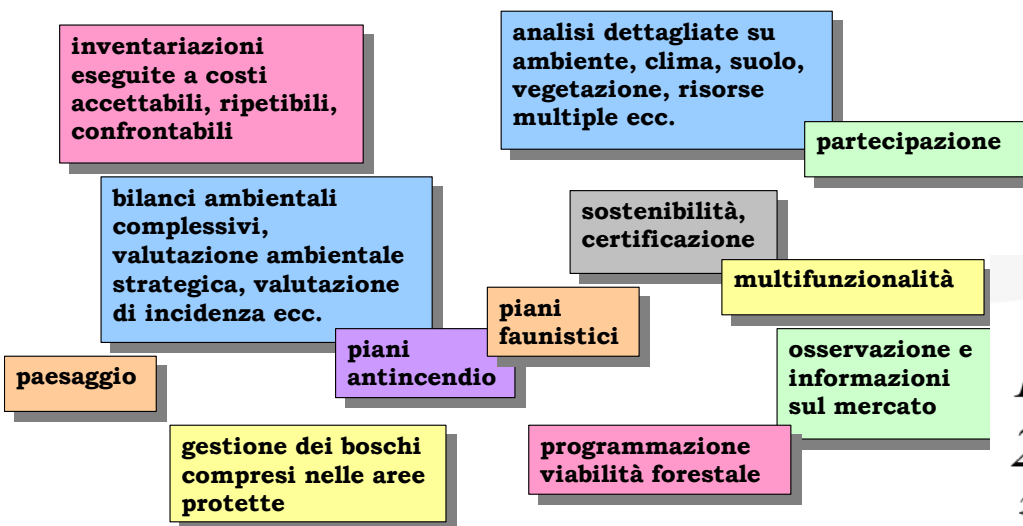 inventariazioni
eseguite a costi
accettabili, ripetibili,
confrontabili
analisi dettagliate su
ambiente, clima, suolo,
vegetazione, risorse
multiple ecc.
partecipazione
bilanci ambientali
complessivi,
valutazione ambientale
strategica, valutazione
di incidenza ecc.
sostenibilità,
certificazione
multifunzionalità
piani
faunistici
piani
antincendio
osservazione e
informazioni
sul mercato
paesaggio
gestione dei boschi
compresi nelle aree
protette
programmazione
viabilità forestale